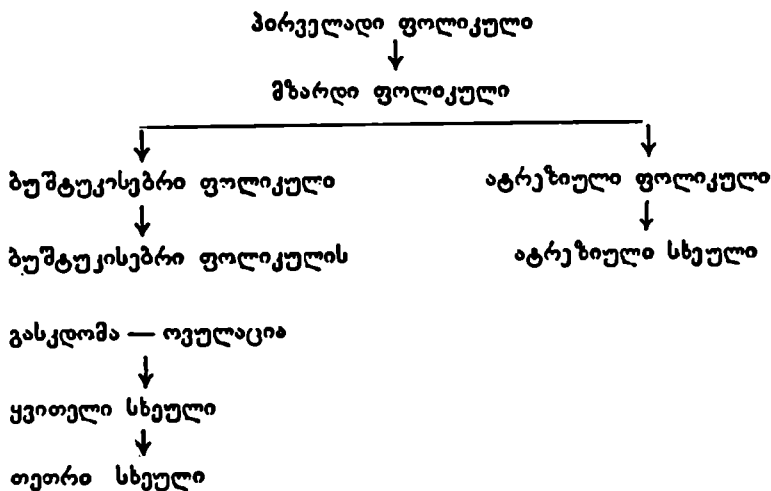 პირველადი ფოლიკული
მზარდი ფოლიკული
ბუშტუკისებრი ფოლიკული
ატრეზიული ფოლიკული
ბუშტუკისებრი ფოლიკულის
ატრეზიული სხეული
გასკდომა — ოვულაცია
ყვითელი სხეული
თეთრი სხეული